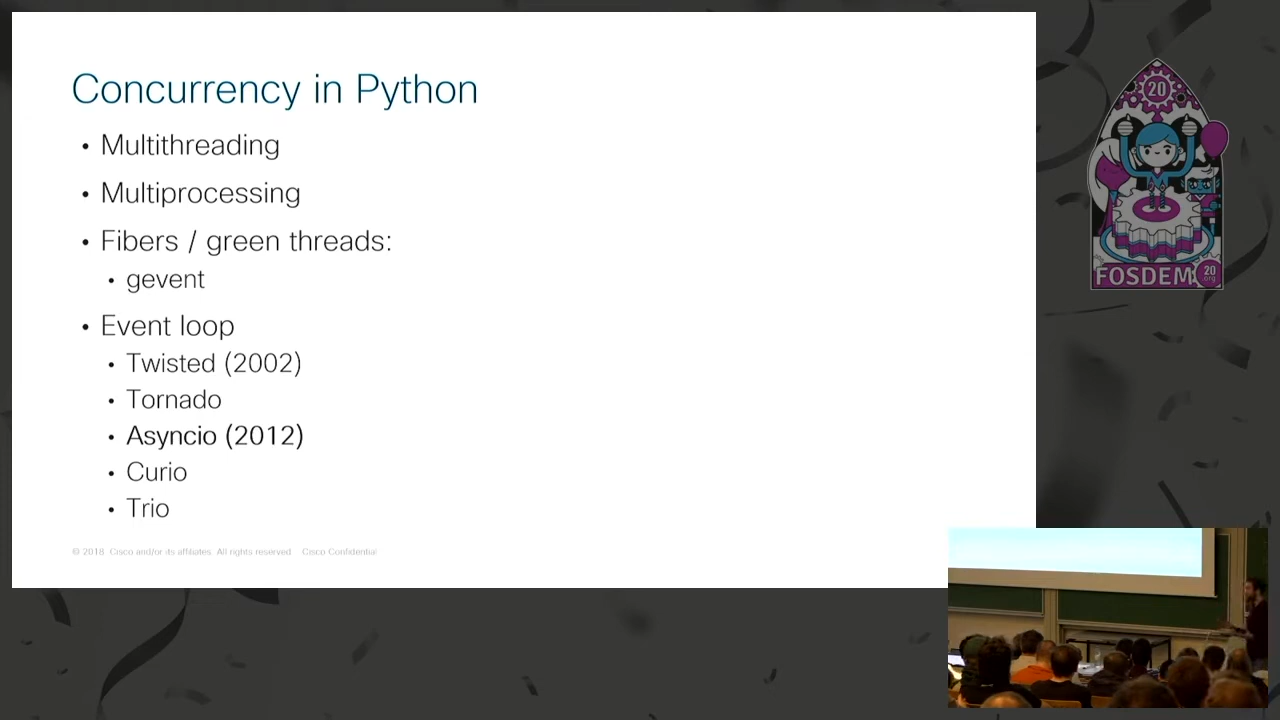 Concurrency in Python
• Multithreading
• Multiprocessing
• Fibers / green threads:
• gevent
• Event loop
• Twisted (2002)
• Tornado
• Asyncio (2012)
• Curio
• Trio
© 2018 Cisco and/or its affiliates. All rights reserved. Cisco Confidential
20
FOSDEM
20
.org